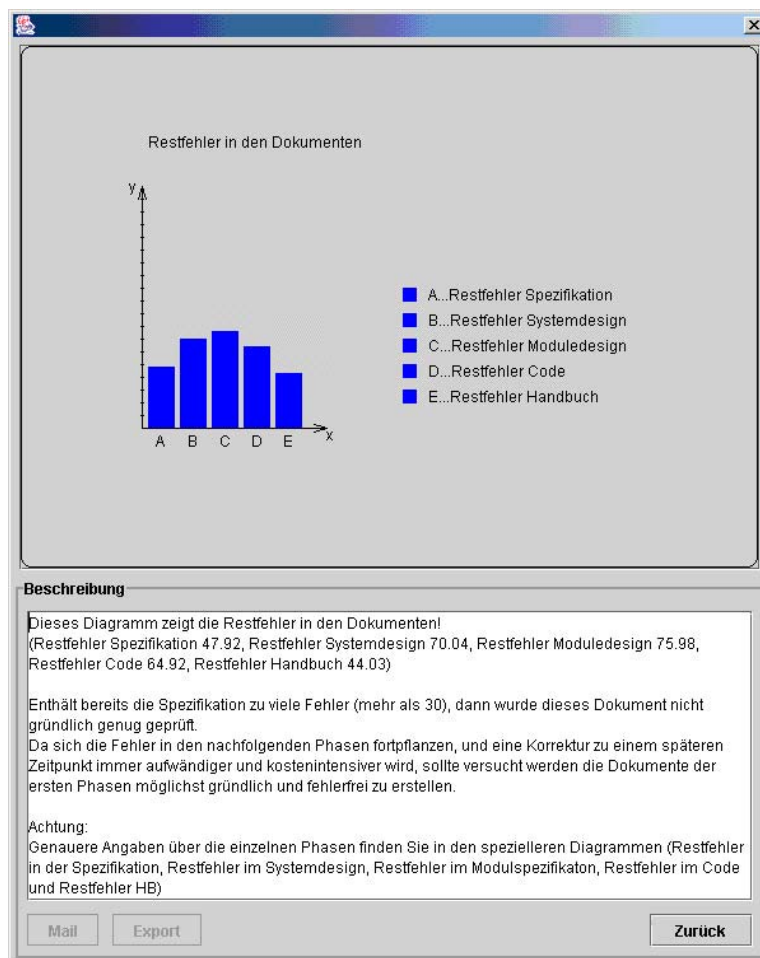 Restfehler in den Dokumenten
y
A B C D E x
A...Restfehler Spezifikation
B...Restfehler Systemdesign
C...Restfehler Moduledesign
D...Restfehler Code
E...Restfehler Handbuch
Beschreibung
Dieses Diagramm zeigt die Restfehler in den Dokumenten!
(Restfehler Spezifikation 47.92, Restfehler Systemdesign 70.04, Restfehler Moduledesign 75.98,
Restfehler Code 64.92, Restfehler Handbuch 44.03)
Enthält bereits die Spezifikation zu viele Fehler (mehr als 30), dann wurde dieses Dokument nicht
gründlich genug geprüft.
Da sich die Fehler in den nachfolgenden Phasen fortpflanzen, und eine Korrektur zu einem späteren
Zeitpunkt immer aufwändiger und kostenintensiver wird, sollte versucht werden die Dokumente der
ersten Phasen möglichst gründlich und fehlerfrei zu erstellen.
Achtung:
Genauere Angaben über die einzelnen Phasen finden Sie in den spezielleren Diagrammen (Restfehler
in der Spezifikation, Restfehler im Systemdesign, Restfehler im Modulspezifikaton, Restfehler im Code
und Restfehler HB)
Mail Export Zurück